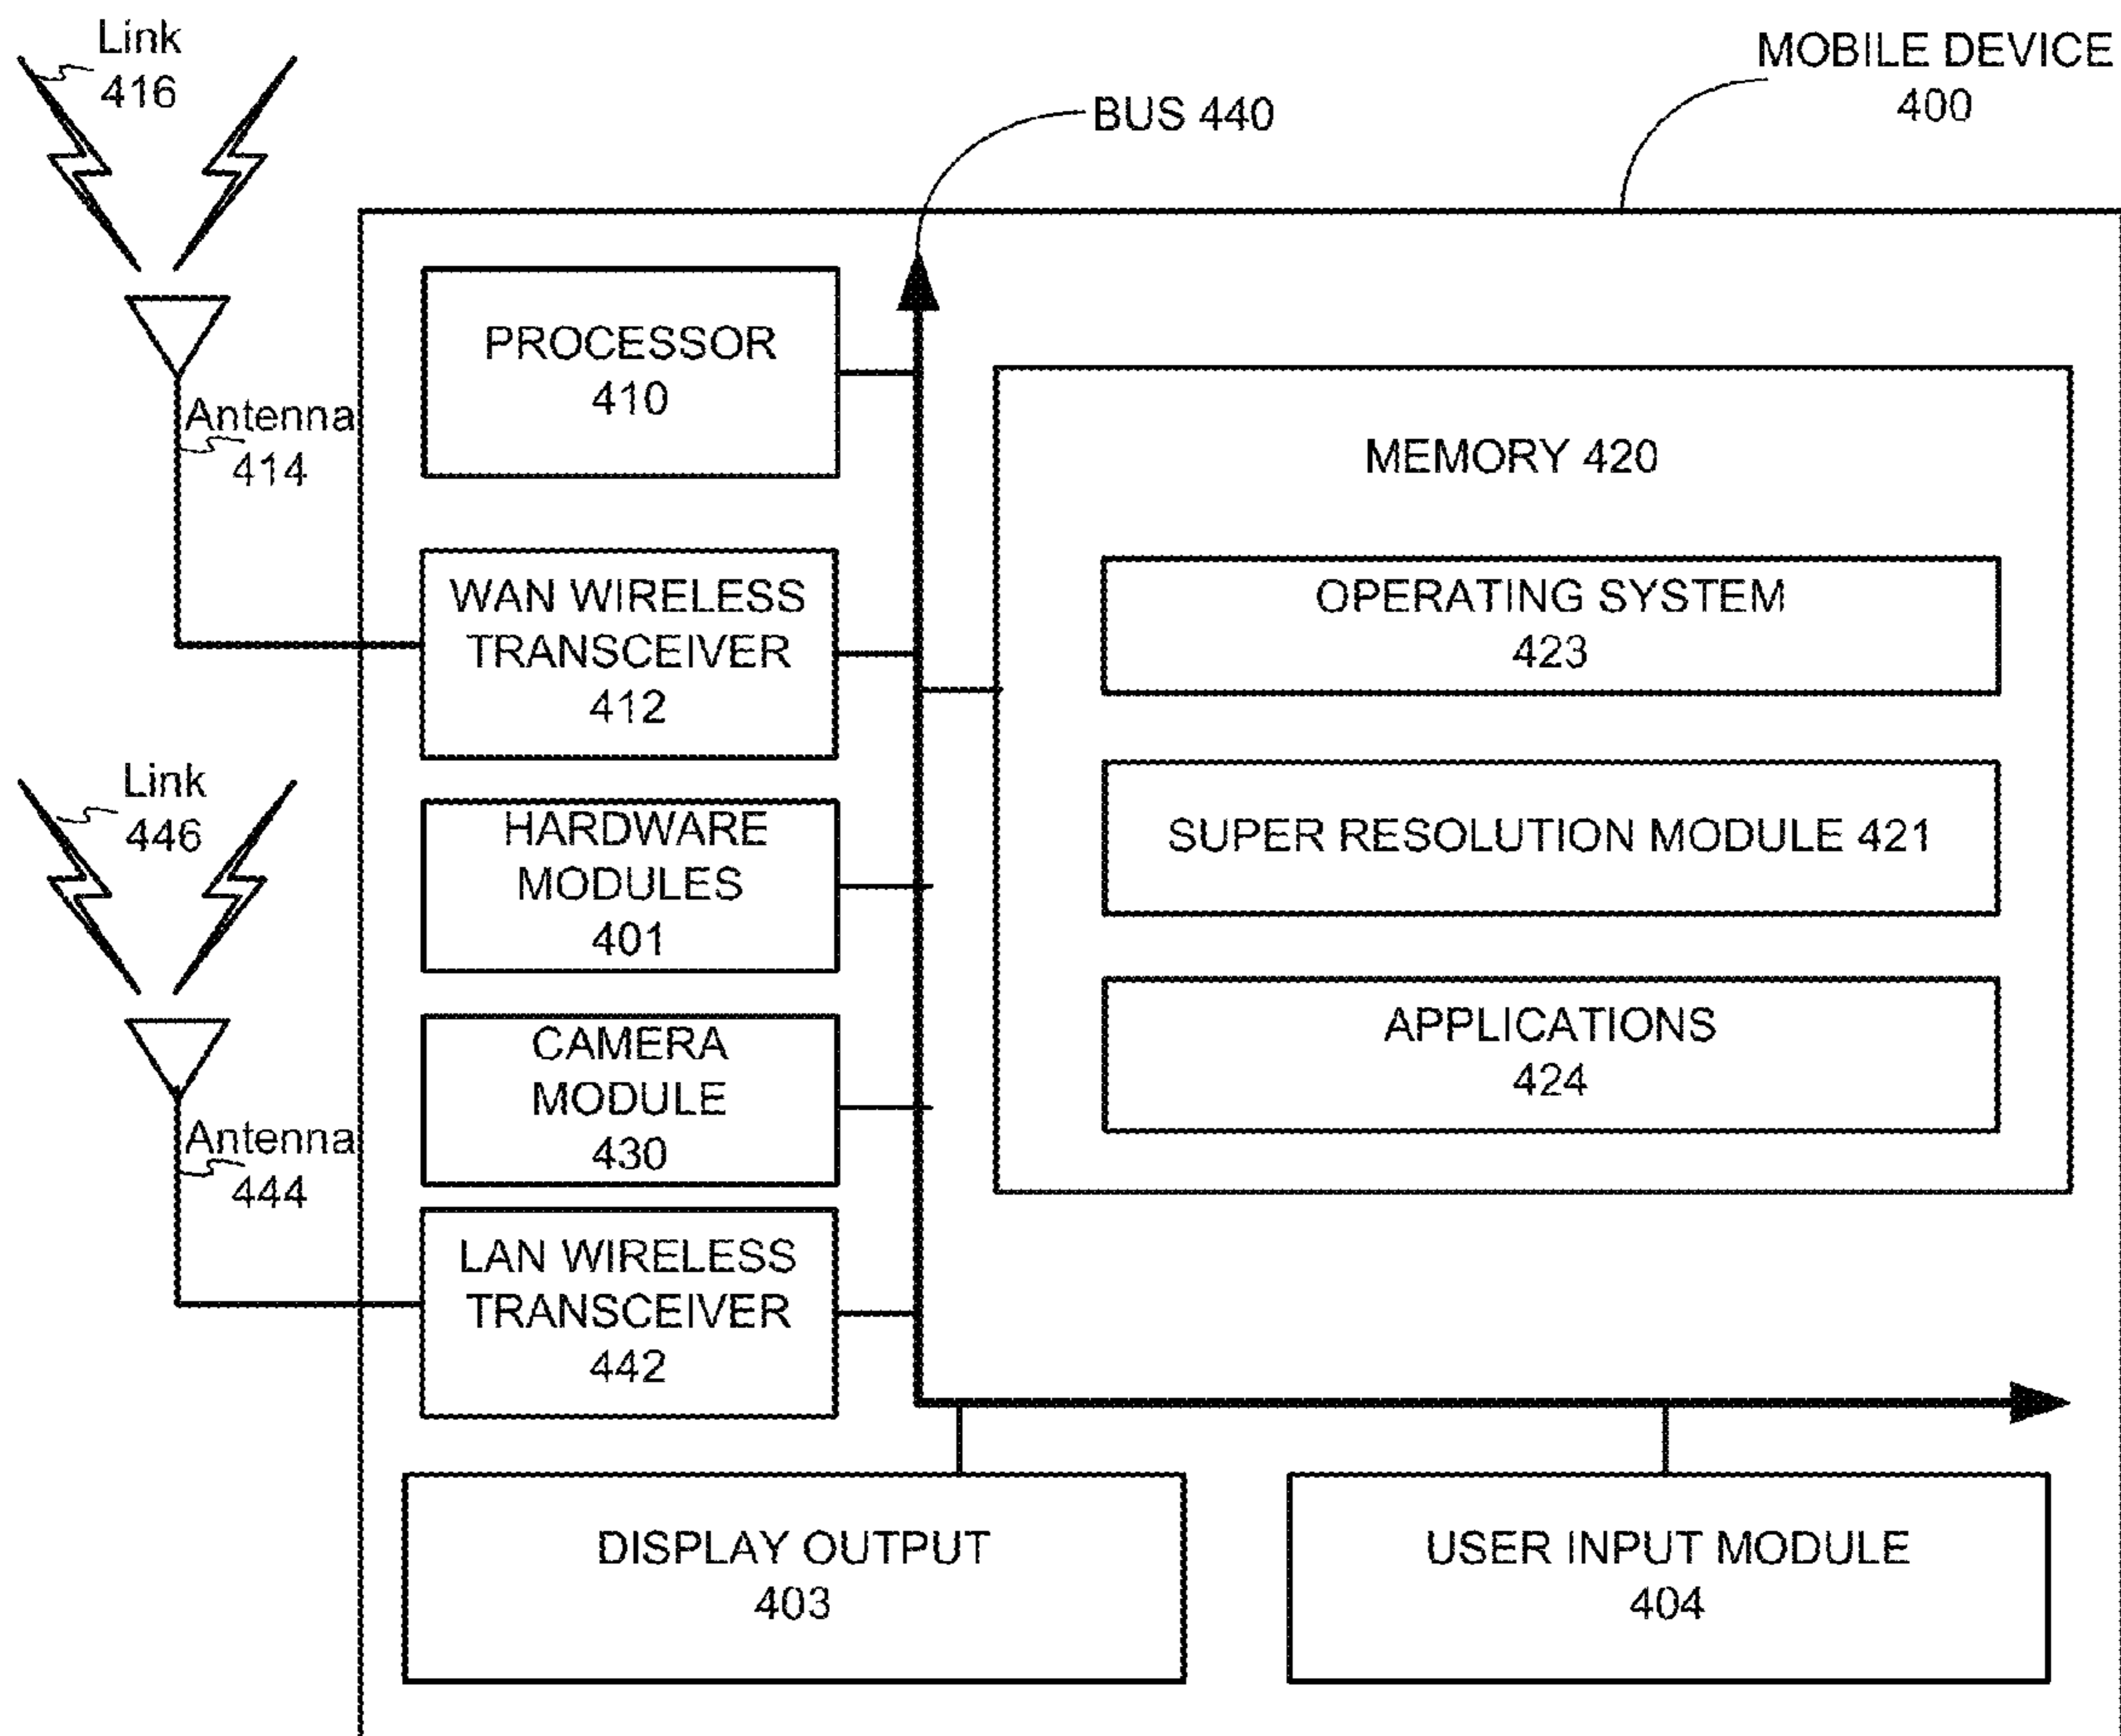 Link
416
MOBILE DEVICE
400
BUS 440
PROCESSOR
410
Antenna
414
MEMORY 420
WAN WIRELESS
TRANSCEIVER
412
OPERATING SYSTEM
423
Link
446
HARDWARE
MODULES
401
SUPER RESOLUTION MODULE 421
CAMERA
MODULE
430
APPLICATIONS
424
Antenna
444
LAN WIRELESS
TRANSCEIVER
442
DISPLAY OUTPUT
403
USER INPUT MODULE
404